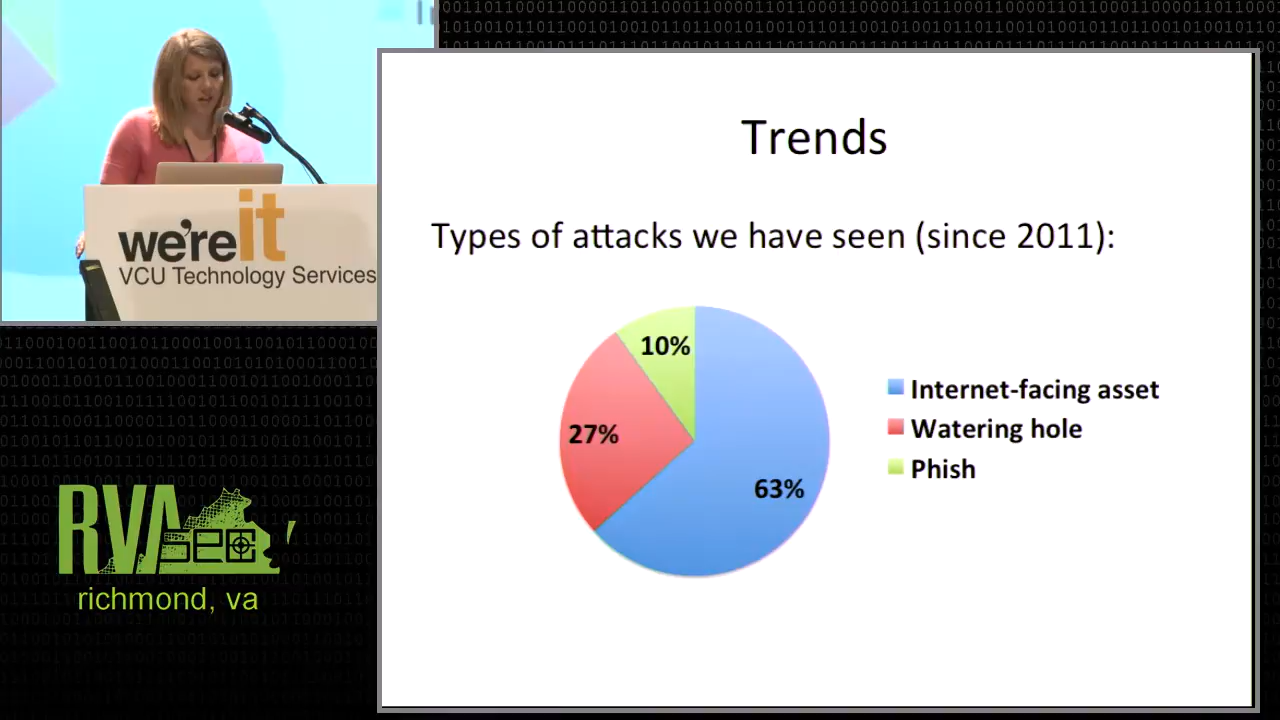 we're it
VCU Technology Services
Trends
Types of attacks we have seen (since 2011):
10%
27%
63%
Internet-facing asset
Watering hole
Phish
RVA
SEC
richmond, va